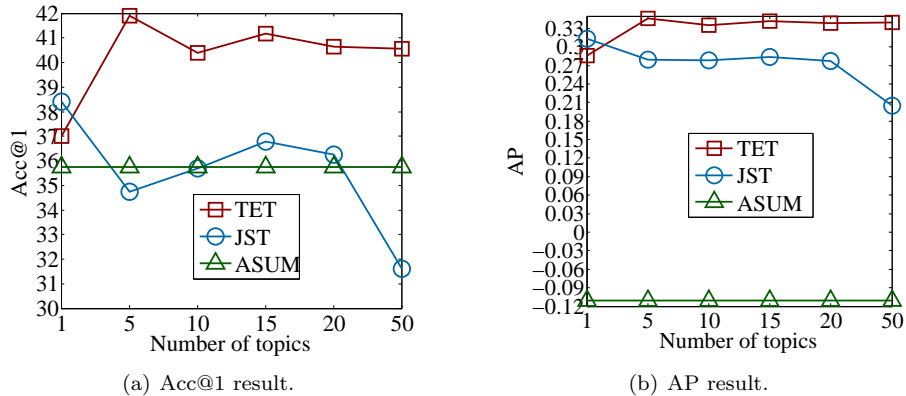 42
41
40
39
38
37
36
35
34
33
32
31
30
Acc@1
TET
JST
ASUM
1 5 10 15 20 50
Number of topics
(a) Acc@1 result.
0.33
0.3
0.27
0.24
0.21
0.18
0.15
0.12
0.09
0.06
0.03
0
−0.03
−0.06
−0.09
−0.12
AP
TET
JST
ASUM
1 5 10 15 20 50
Number of topics
(b) AP result.